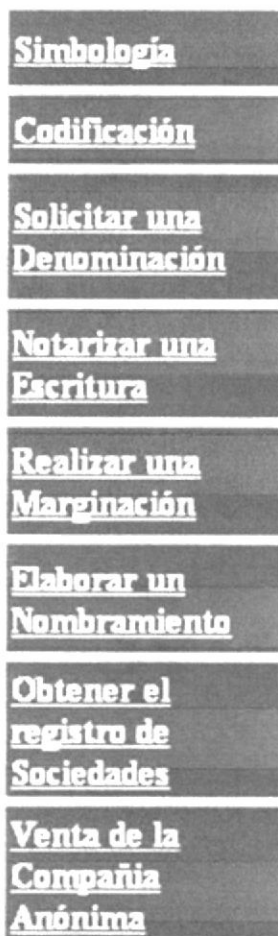 Simbología
Codificación
Solicitar una
Denominación
Notarizar una
Escritura
Realizar una
Marginación
Elaborar un
Nombramiento
Obtener el
registro de
Sociedades
Venta de la
Compañia
Anónima